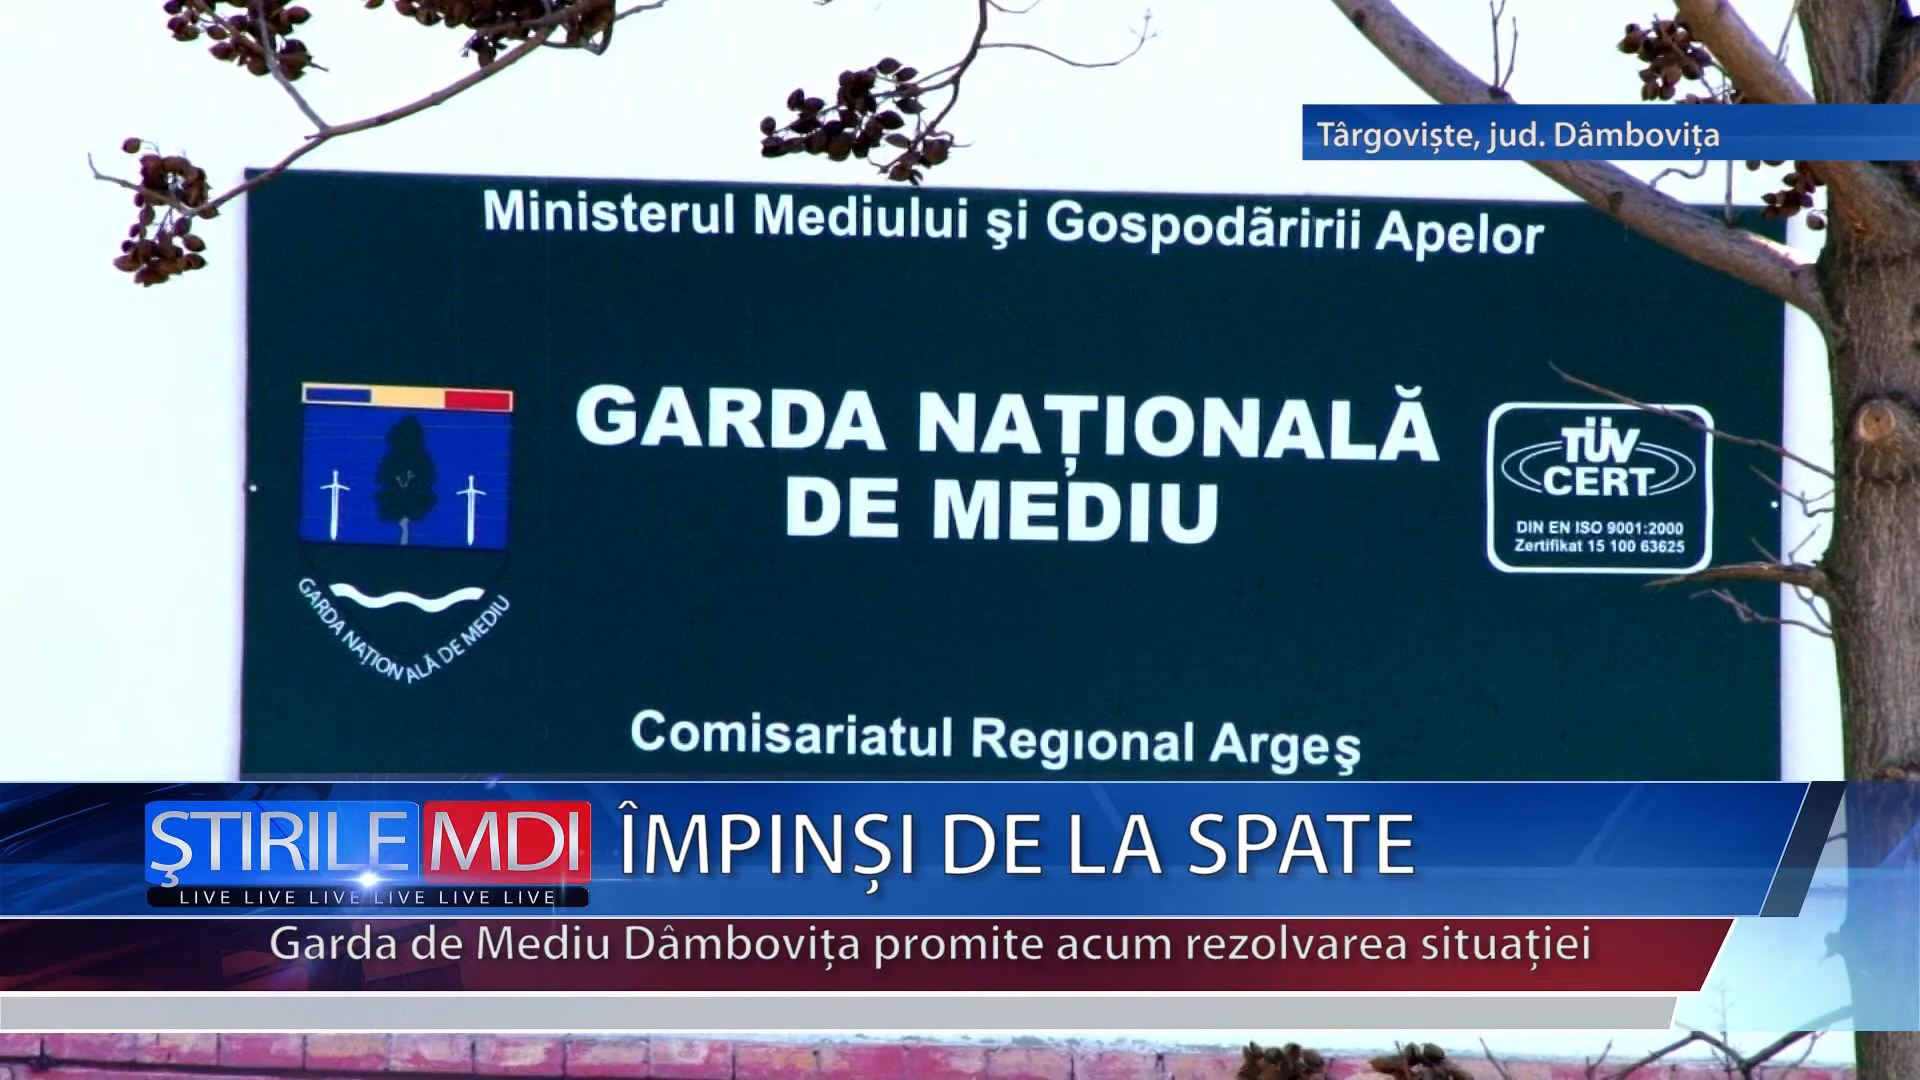 Târgoviște, jud. Dâmbovița
Ministerul Mediului şi Gospodãririi Apelor
GARDA NAȚIONALĂ
DE MEDIU
GARDA NAȚIONALĂ DE MEDIU
TÜV
CERT
DIN EN ISO 9001:2000
Zertifikat 15 100 63625
Comisariatul Regıonal Argeş
ŞTIRILE MDI
LIVE LIVE LIVE LIVE LIVE LIVE
ÎMPINȘI DE LA SPATE
Garda de Mediu Dâmbovița promite acum rezolvarea situației